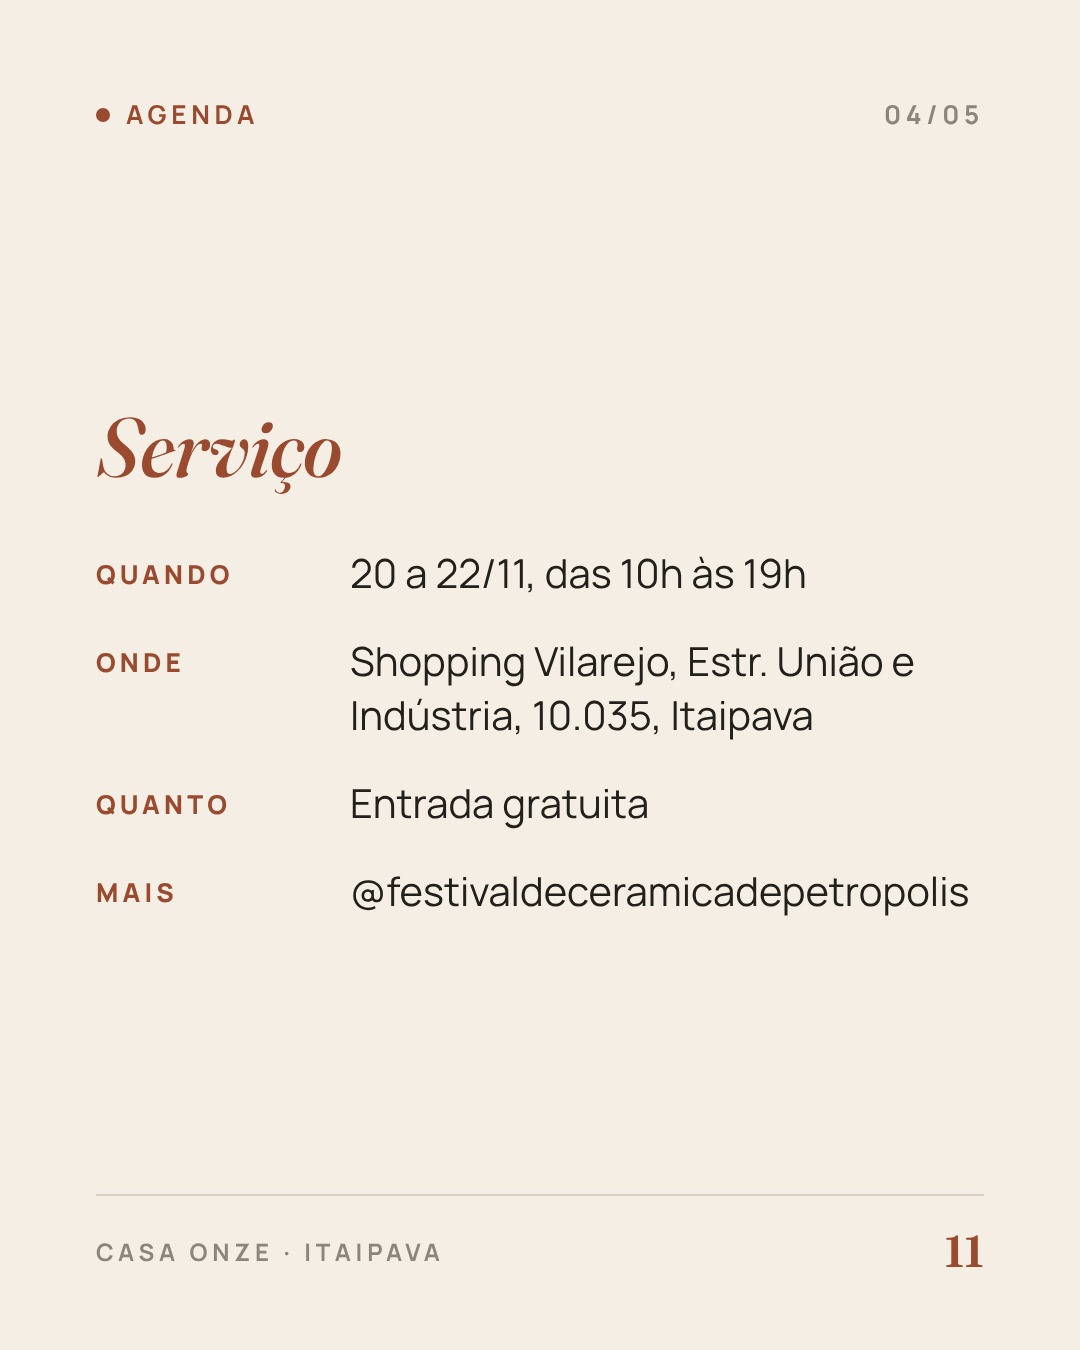 AGENDA
04/05
Serviço
QUANDO
20 a 22/11, das 10h às 19h
ONDE
Shopping Vilarejo, Estr. União e
Indústria, 10.035, Itaipava
QUANTO
Entrada gratuita
MAIS
@festivaldeceramicadepetropolis
CASA ONZE · ITAIPAVA
11